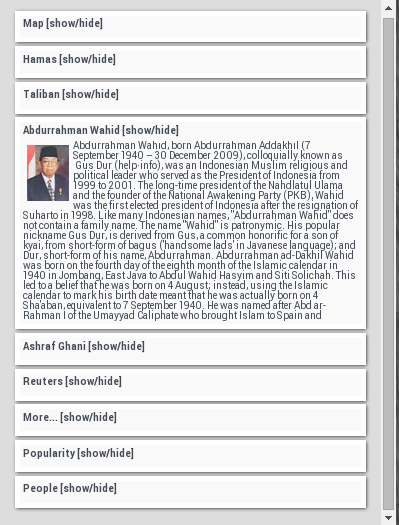 Map [show/hide]
Hamas [show/hide]
Taliban [show/hide]
Abdurrahman Wahid [show/hide]
Abdurrahman Wahid, born Abdurrahman Addakhil (7
September 1940 – 30 December 2009), colloquially known as
Gus Dur (help·info), was an Indonesian Muslim religious and
political leader who served as the President of Indonesia from
1999 to 2001. The long-time president of the Nahdlatul Ulama
and the founder of the National Awakening Party (PKB), Wahid
was the first elected president of Indonesia after the resignation of
Suharto in 1998. Like many Indonesian names, "Abdurrahman Wahid" does
not contain a family name. The name "Wahid" is patronymic. His popular
nickname Gus Dur, is derived from Gus, a common honorific for a son of
kyai, from short-form of bagus ('handsome lads' in Javanese language); and
Dur, short-form of his name, Abdurrahman. Abdurrahman ad-Dakhil Wahid
was born on the fourth day of the eighth month of the Islamic calendar in
1940 in Jombang, East Java to Abdul Wahid Hasyim and Siti Solichah. This
led to a belief that he was born on 4 August; instead, using the Islamic
calendar to mark his birth date meant that he was actually born on 4
Sha'aban, equivalent to 7 September 1940. He was named after Abd ar-
Rahman I of the Umayyad Caliphate who brought Islam to Spain and
Ashraf Ghani [show/hide]
Reuters [show/hide]
More... [show/hide]
Popularity [show/hide]
People [show/hide]